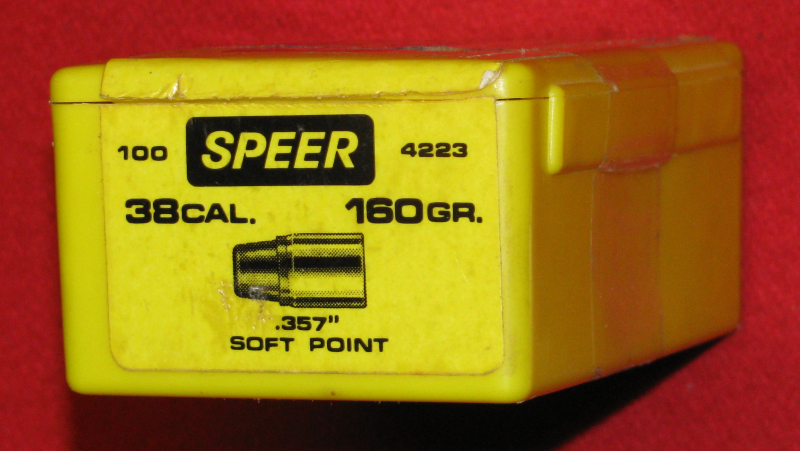 100 SPEER 4223
38CAL. 160GR.
.357"
SOFT POINT